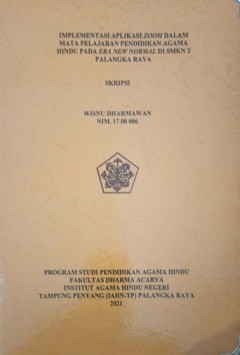 IMPLEMENTASI APLIKASI ZOOM DALAM
MATA PELAJARAN PENDIDIKAN AGAMA
HINDU PADA ERA NEW NORMAL DI SMKN 2
PALANGKA RAYA
SKRIPSI
WISNU DHARMAWAN
NIM. 17 00 006
PROGRAM STUDI PENDIDIKAN AGAMA HINDU
FAKULTAS DHARMA ACARYA
INSTITUT AGAMA HINDU NEGERI
TAMPUNG PENYANG (IAHN-TP) PALANGKA RAYA
2021